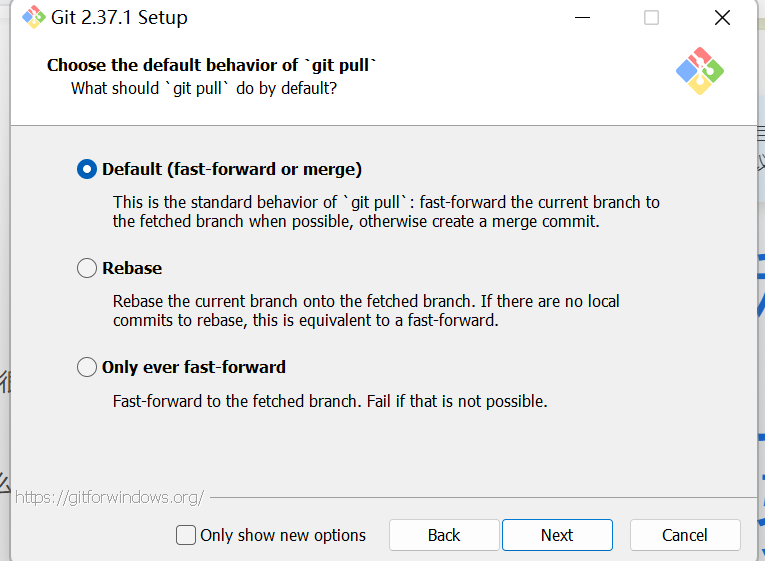 Git 2.37.1 Setup
Choose the default behavior of `git pull`
What should `git pull` do by default?
Default (fast-forward or merge)
This is the standard behavior of `git pull`: fast-forward the current branch to
the fetched branch when possible, otherwise create a merge commit.
Rebase
Rebase the current branch onto the fetched branch. If there are no local
commits to rebase, this is equivalent to a fast-forward.
Only ever fast-forward
Fast-forward to the fetched branch. Fail if that is not possible.
https://gitforwindows.org/
Only show new options
Back
Next
Cancel